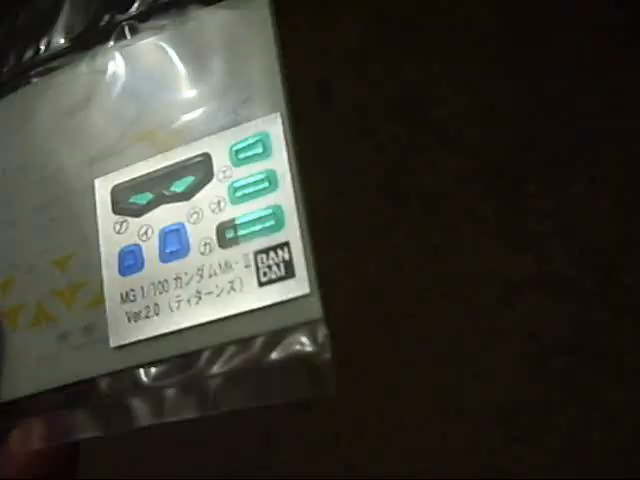 ア
イ
ウ
エ
オ
カ
MG 1/100 ガンダムMk-Ⅱ
Ver.2.0 (ティターンズ)
BAN
DAI